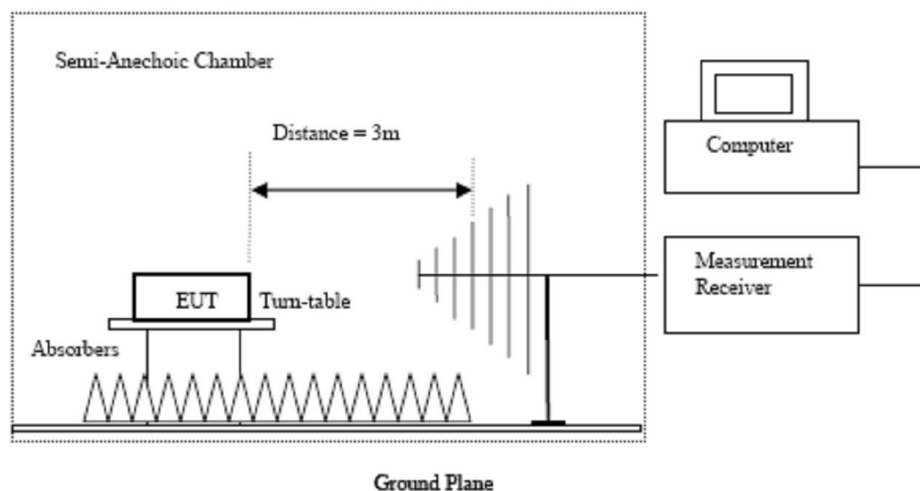 Semi-Anechoic Chamber
Distance = 3m
Computer
Measurement
Receiver
EUT
Turn-table
Absorbers
Ground Plane